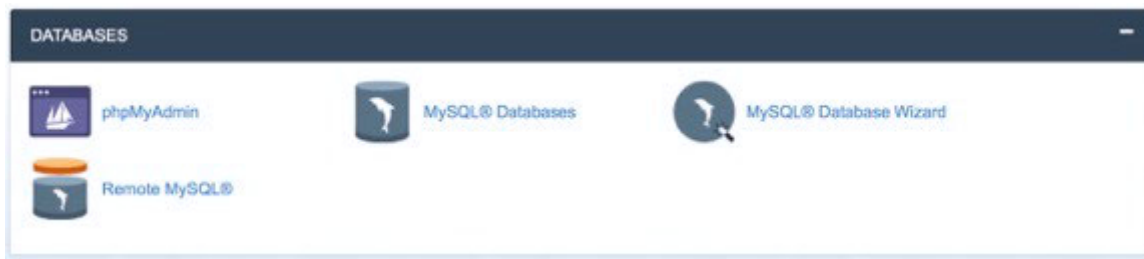 DATABASES
phpMyAdmin
MySQL® Databases
MySQL® Database Wizard
Remote MySQL®